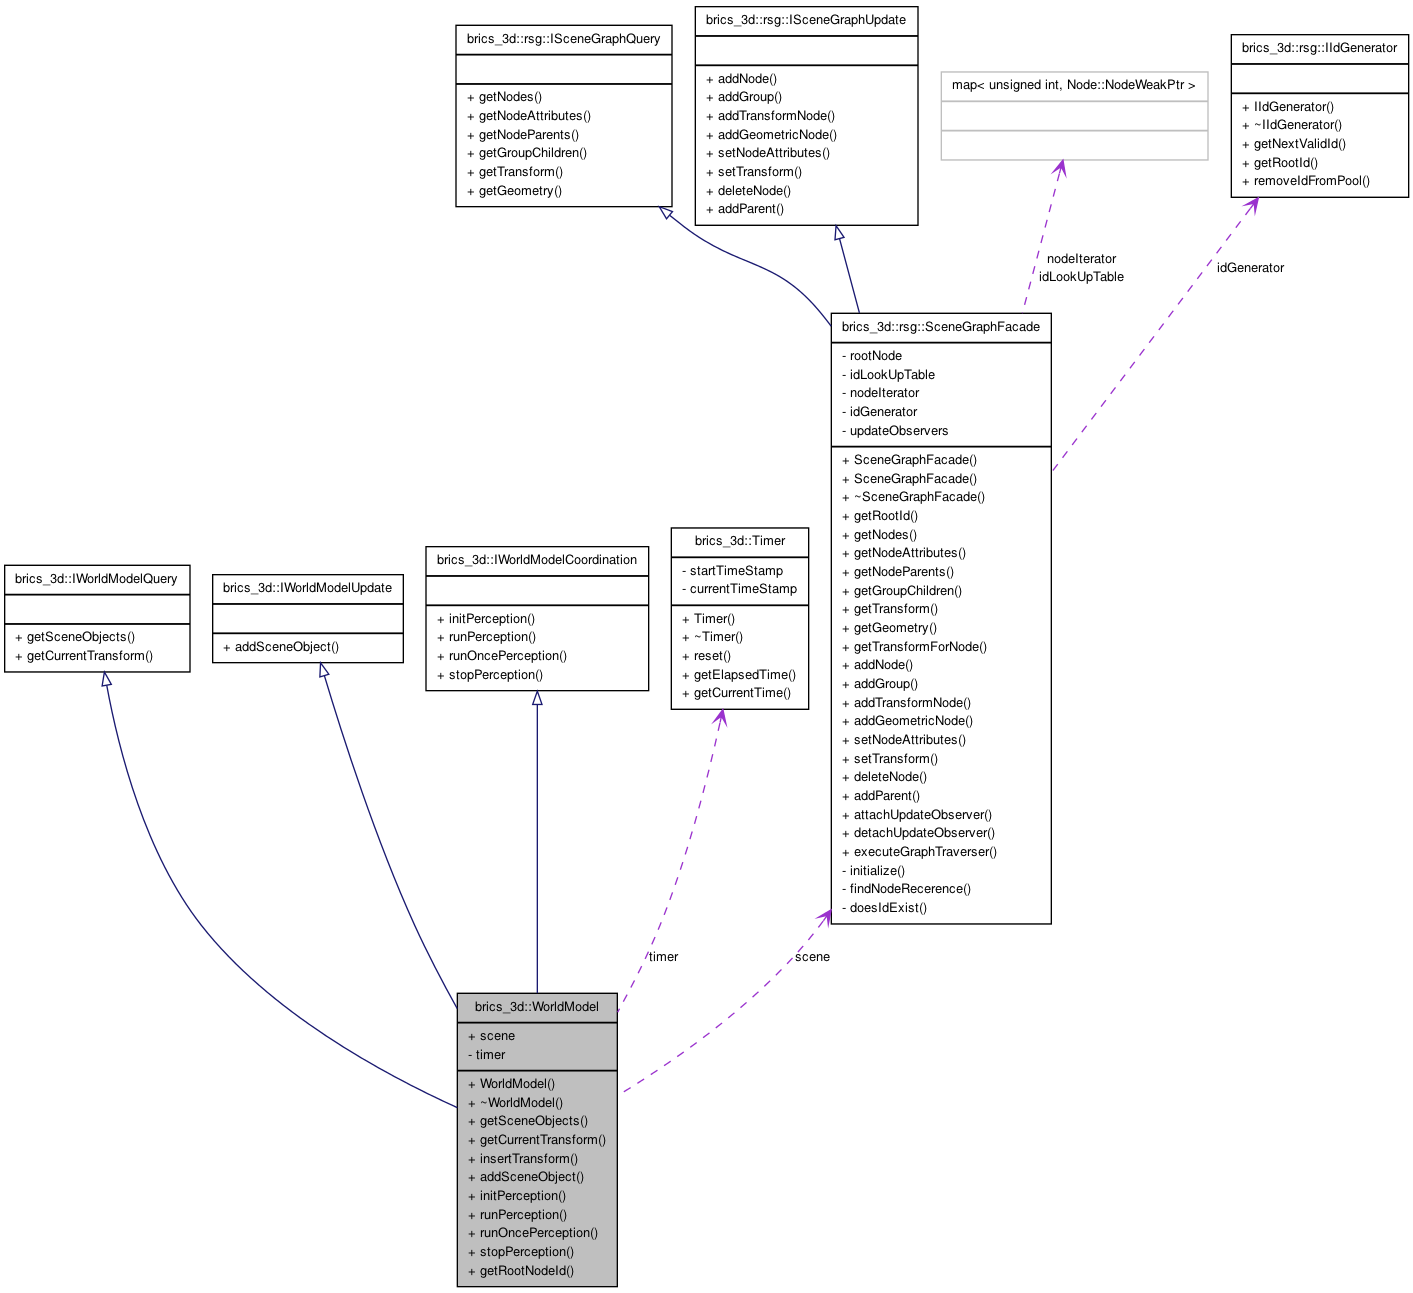 brics_3d::rsg::ISceneGraphQuery
+ getNodes()
+ getNodeAttributes()
+ getNodeParents()
+ getGroupChildren()
+ getTransform()
+ getGeometry()
brics_3d::rsg::ISceneGraphUpdate
+ addNode()
+ addGroup()
+ addTransformNode()
+ addGeometricNode()
+ setNodeAttributes()
+ setTransform()
+ deleteNode()
+ addParent()
map< unsigned int, Node::NodeWeakPtr >
brics_3d::rsg::IIdGenerator
+ IIdGenerator()
+ ~IIdGenerator()
+ getNextValidId()
+ getRootId()
+ removeIdFromPool()
nodeIterator
idLookUpTable
idGenerator
brics_3d::rsg::SceneGraphFacade
- rootNode
- idLookUpTable
- nodeIterator
- idGenerator
- updateObservers
+ SceneGraphFacade()
+ SceneGraphFacade()
+ ~SceneGraphFacade()
+ getRootId()
+ getNodes()
+ getNodeAttributes()
+ getNodeParents()
+ getGroupChildren()
+ getTransform()
+ getGeometry()
+ getTransformForNode()
+ addNode()
+ addGroup()
+ addTransformNode()
+ addGeometricNode()
+ setNodeAttributes()
+ setTransform()
+ deleteNode()
+ addParent()
+ attachUpdateObserver()
+ detachUpdateObserver()
+ executeGraphTraverser()
- initialize()
- findNodeRecerence()
- doesIdExist()
brics_3d::IWorldModelQuery
+ getSceneObjects()
+ getCurrentTransform()
brics_3d::IWorldModelUpdate
+ addSceneObject()
brics_3d::IWorldModelCoordination
+ initPerception()
+ runPerception()
+ runOncePerception()
+ stopPerception()
brics_3d::Timer
- startTimeStamp
- currentTimeStamp
+ Timer()
+ ~Timer()
+ reset()
+ getElapsedTime()
+ getCurrentTime()
timer
scene
brics_3d::WorldModel
+ scene
- timer
+ WorldModel()
+ ~WorldModel()
+ getSceneObjects()
+ getCurrentTransform()
+ insertTransform()
+ addSceneObject()
+ initPerception()
+ runPerception()
+ runOncePerception()
+ stopPerception()
+ getRootNodeId()